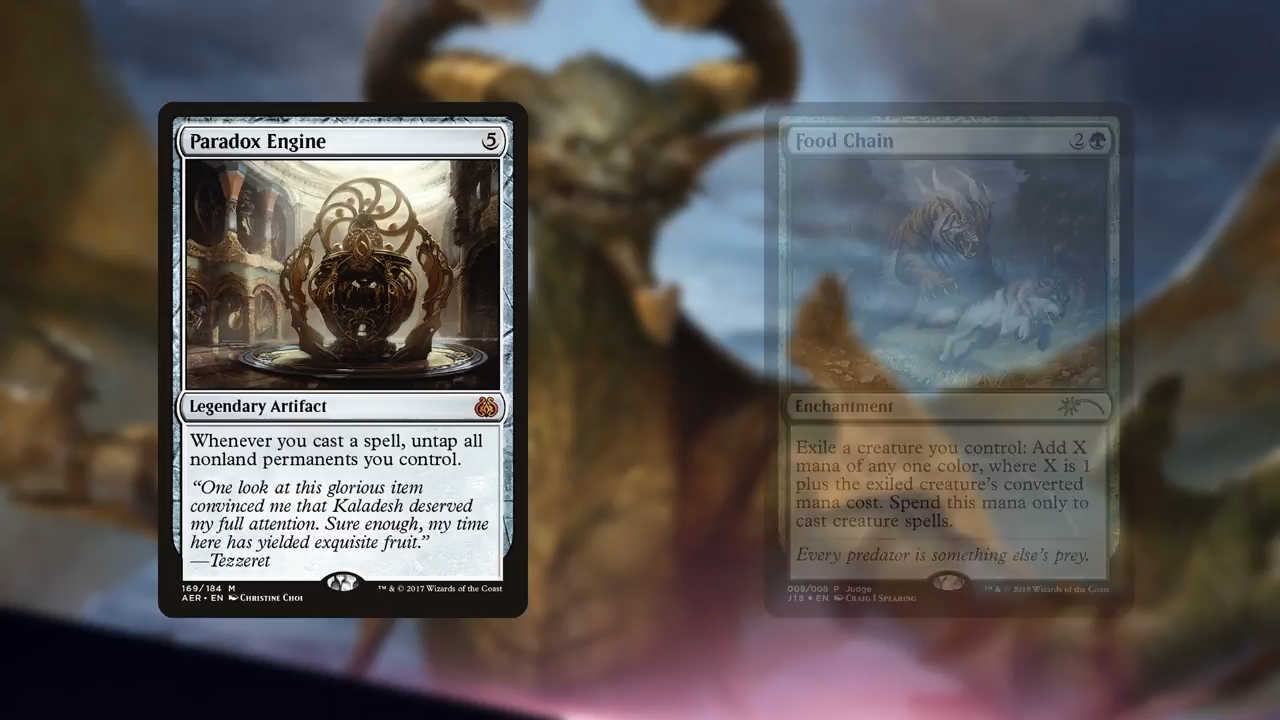 Paradox Engine 5
Legendary Artifact
Whenever you cast a spell, untap all
nonland permanents you control.
“One look at this glorious item
convinced me that Kaladesh deserved
my full attention. Sure enough, my time
here has yielded exquisite fruit.”
—Tezzeret
169/184 M
AER • EN Christine Choi
™ & © 2017 Wizards of the Coast
Food Chain 2
Enchantment
Exile a creature you control: Add X
mana of any one color, where X is 1
plus the exiled creature's converted
mana cost. Spend this mana only to
cast creature spells.
Every predator is something else's prey.
008/008 P Judge
J18 ★ EN Craig J Spearing
™ & © 2018 Wizards of the Coast